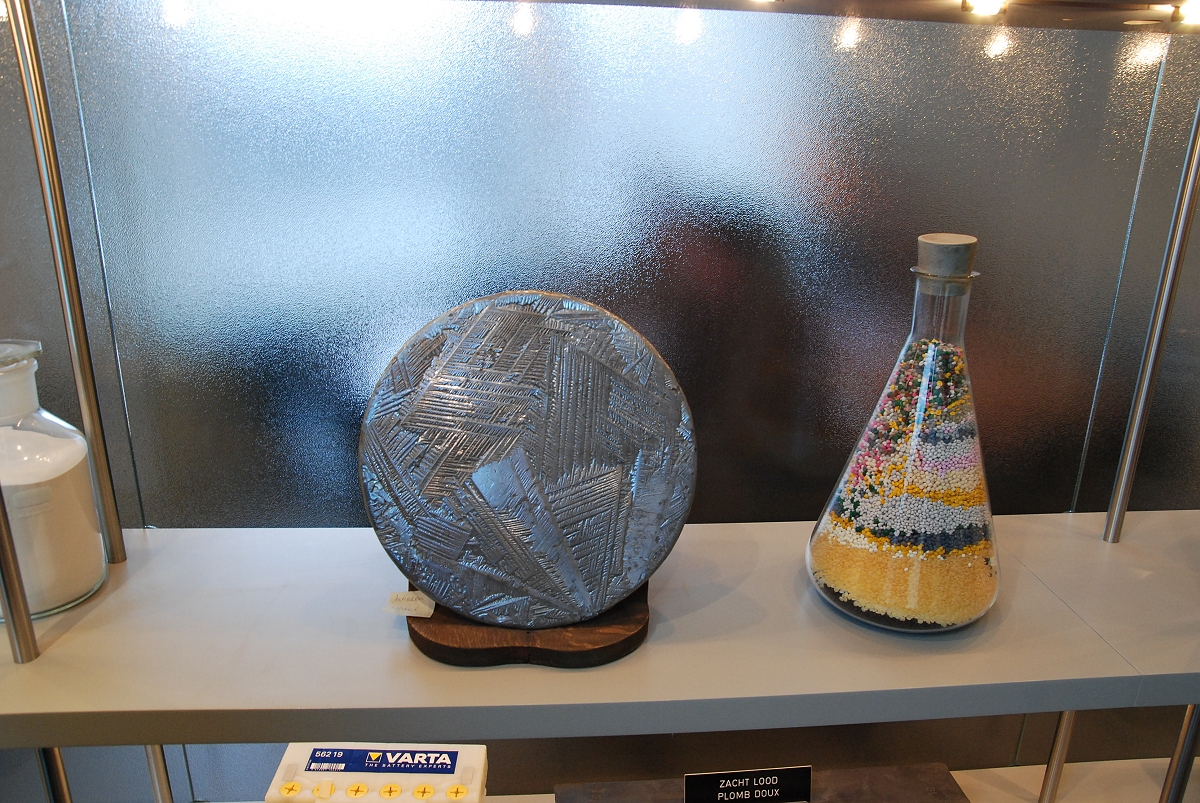 562 19
VARTA
THE BATTERY EXPERTS
ZACHT LOOD
PLOMB DOUX